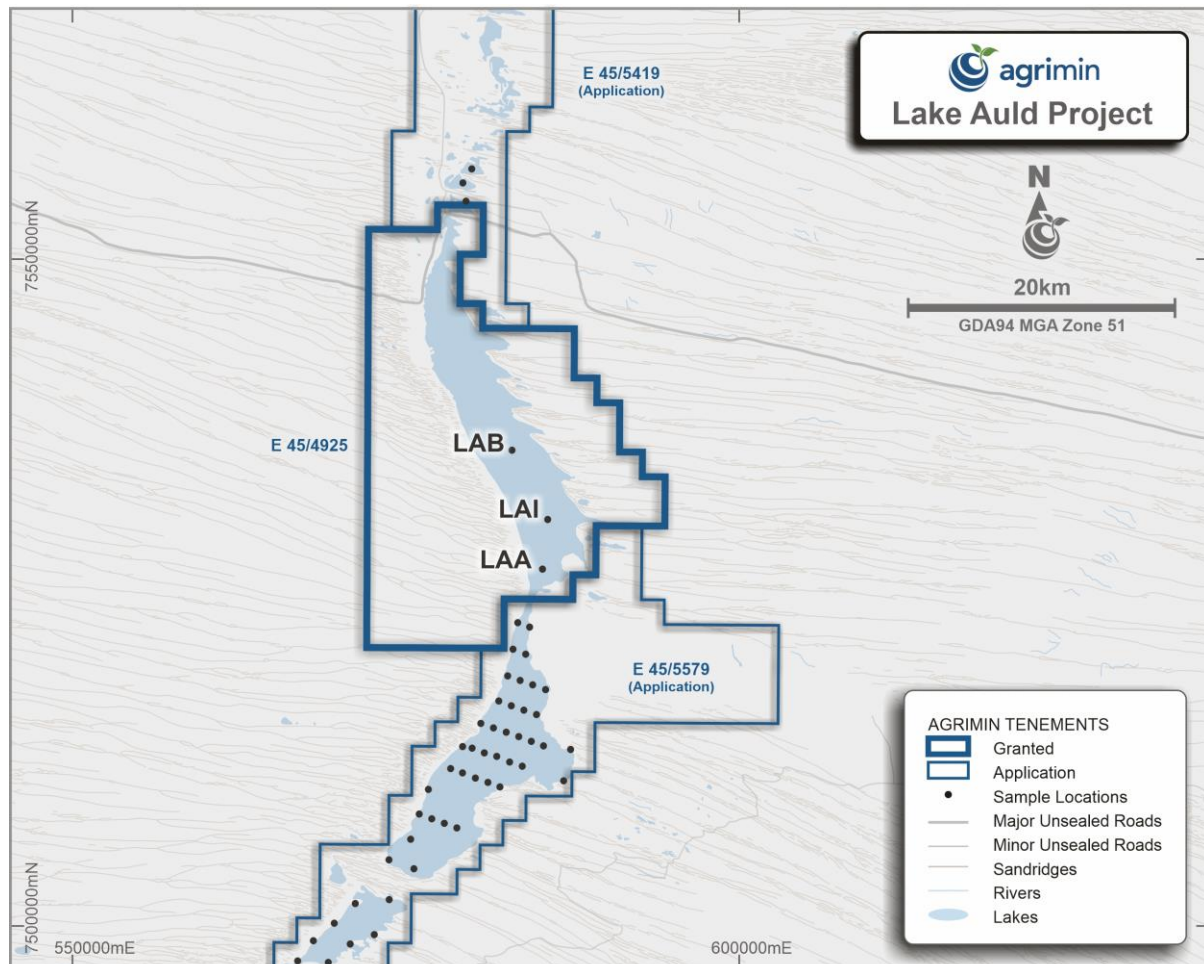 E 45/5419
(Application)
agrimin
Lake Auld Project
N
20km
GDA94 MGA Zone 51
7550000mN
E 45/4925
LAB
LAI
LAA
E 45/5579
(Application)
AGRIMIN TENEMENTS
Granted
Application
Sample Locations
Major Unsealed Roads
Minor Unsealed Roads
Sandridges
Rivers
Lakes
7500000mN
550000mE
600000mE